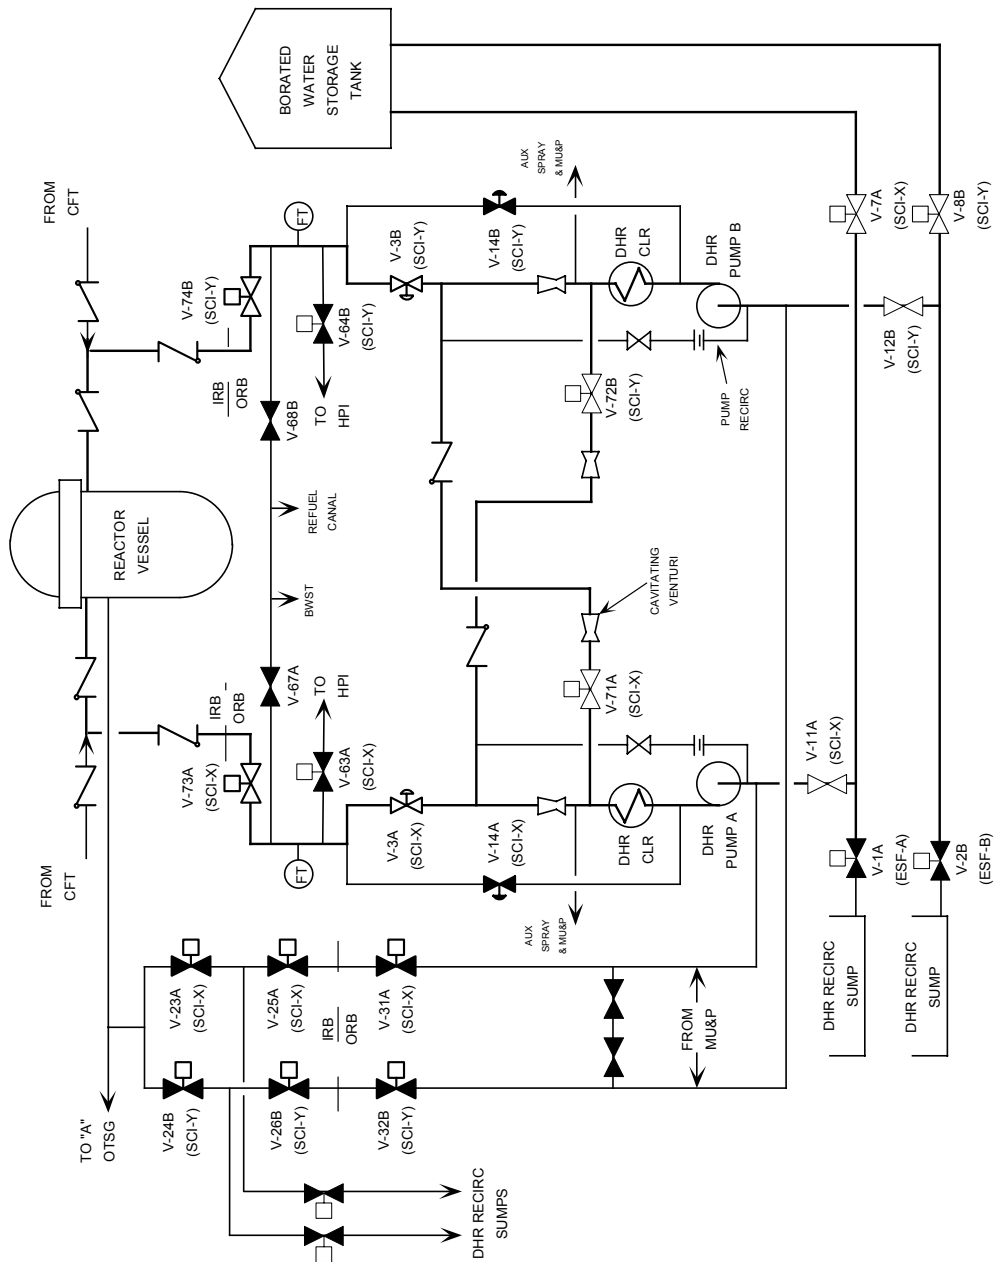 BORATED
WATER
STORAGE
TANK
FROM
CFT
REACTOR
VESSEL
FROM
CFT
TO "A"
OTSG
V-74B
(SCI-Y)
FT
IRB
ORB
V-68B
V-64B
(SCI-Y)
TO
HPI
REFUEL
CANAL
BWST
V-67A
IRB
ORB
V-73A
(SCI-X)
TO
HPI
V-63A
(SCI-X)
FT
V-3B
(SCI-Y)
V-14B
(SCI-Y)
AUX
SPRAY
& MU&P
DHR
CLR
DHR
PUMP B
V-72B
(SCI-Y)
PUMP
RECIRC
CAVITATING
VENTURI
V-71A
(SCI-X)
V-3A
(SCI-X)
V-14A
(SCI-X)
AUX
SPRAY
& MU&P
DHR
CLR
DHR
PUMP A
V-7A
(SCI-X)
V-8B
(SCI-Y)
V-12B
(SCI-Y)
V-11A
(SCI-X)
V-1A
(ESF-A)
V-2B
(ESF-B)
DHR RECIRC
SUMP
DHR RECIRC
SUMP
V-23A
(SCI-X)
V-25A
(SCI-X)
V-31A
(SCI-X)
IRB
ORB
V-24B
(SCI-Y)
V-26B
(SCI-Y)
V-32B
(SCI-Y)
FROM
MU&P
DHR RECIRC
SUMPS